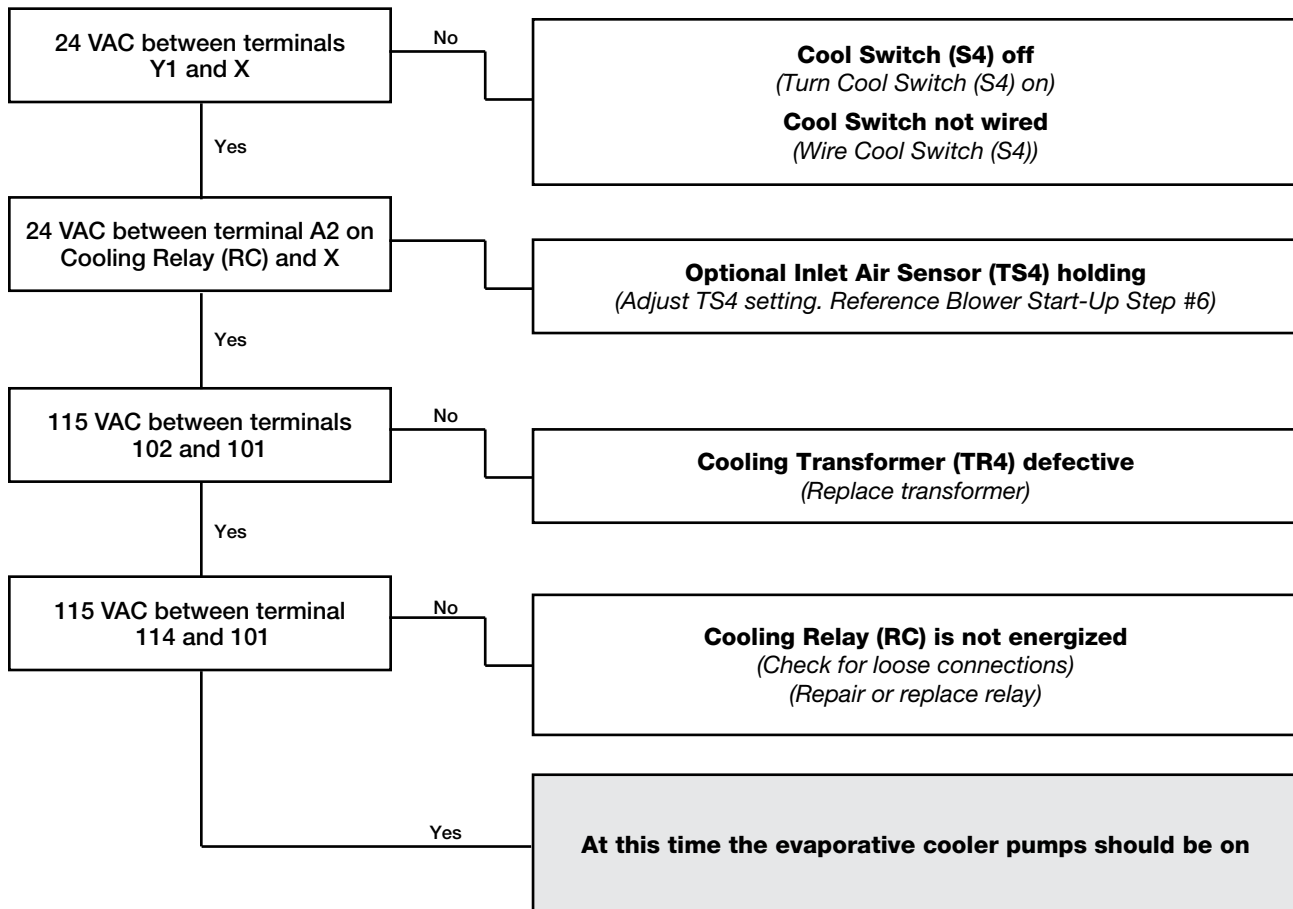 24 VAC between terminals
Y1 and X
No
Cool Switch (S4) off
(Turn Cool Switch (S4) on)
Cool Switch not wired
(Wire Cool Switch (S4))
Yes
24 VAC between terminal A2 on
Cooling Relay (RC) and X
Optional Inlet Air Sensor (TS4) holding
(Adjust TS4 setting. Reference Blower Start-Up Step #6)
Yes
115 VAC between terminals
102 and 101
No
Cooling Transformer (TR4) defective
(Replace transformer)
Yes
115 VAC between terminal
114 and 101
No
Cooling Relay (RC) is not energized
(Check for loose connections)
(Repair or replace relay)
Yes
At this time the evaporative cooler pumps should be on